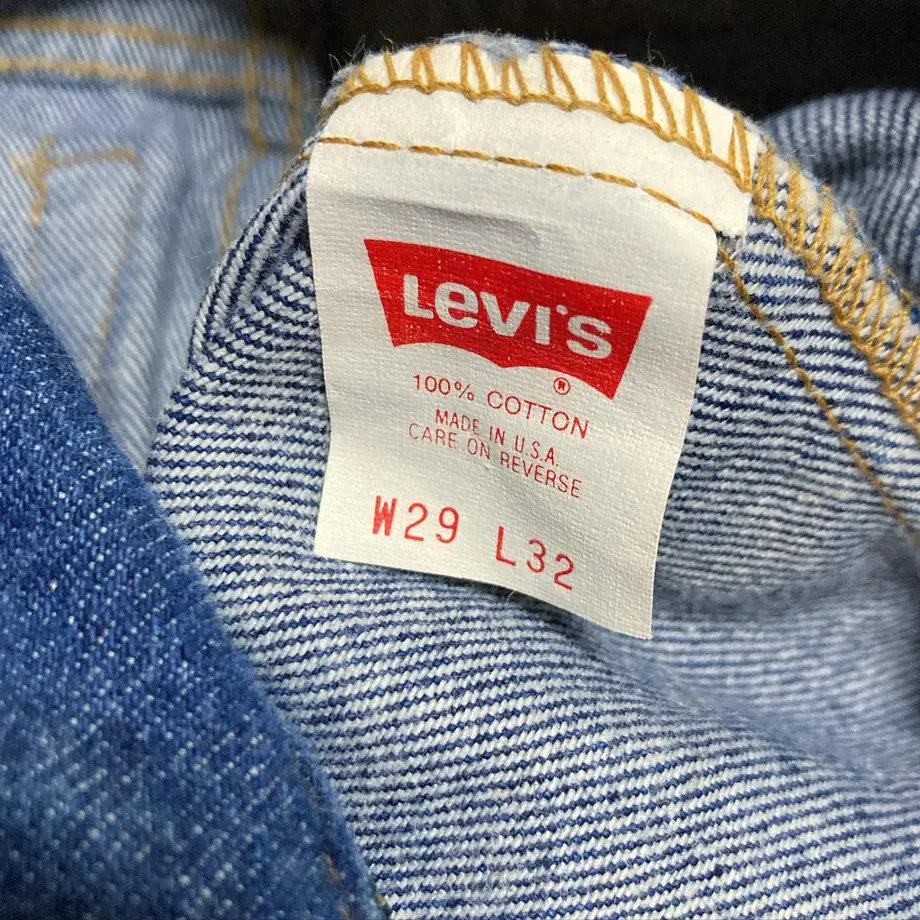 Levi's
®
100% COTTON
MADE IN U.S.A.
CARE ON REVERSE
W29 L32